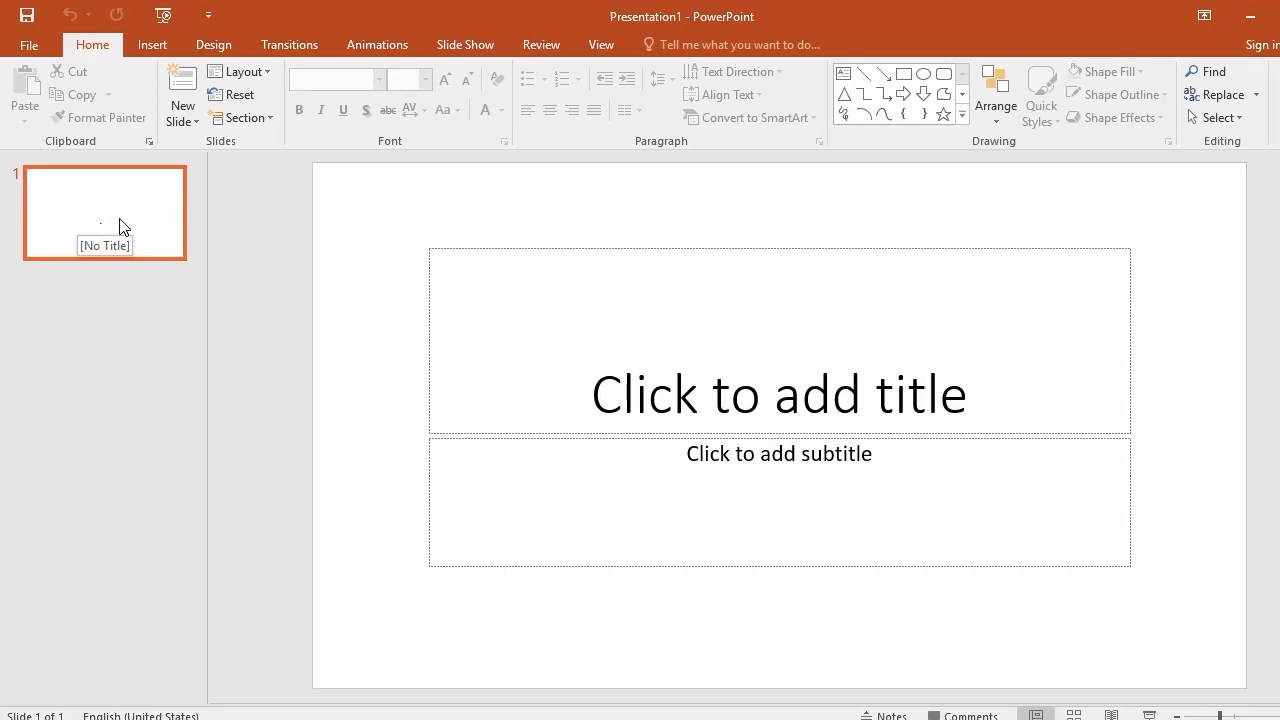 Presentation1 - PowerPoint
File Home Insert Design Transitions Animations Slide Show Review View Tell me what you want to do... Sign in
Paste
Cut
Copy
Format Painter
Clipboard
New
Slide
Layout
Reset
Section
Slides
B I U S abc AV Aa A
Font
Text Direction
Align Text
Convert to SmartArt
Paragraph
Arrange
Quick
Styles
Shape Fill
Shape Outline
Shape Effects
Drawing
Find
Replace
Select
Editing
1
[No Title]
Click to add title
Click to add subtitle
Slide 1 of 1 English (United States) Notes Comments